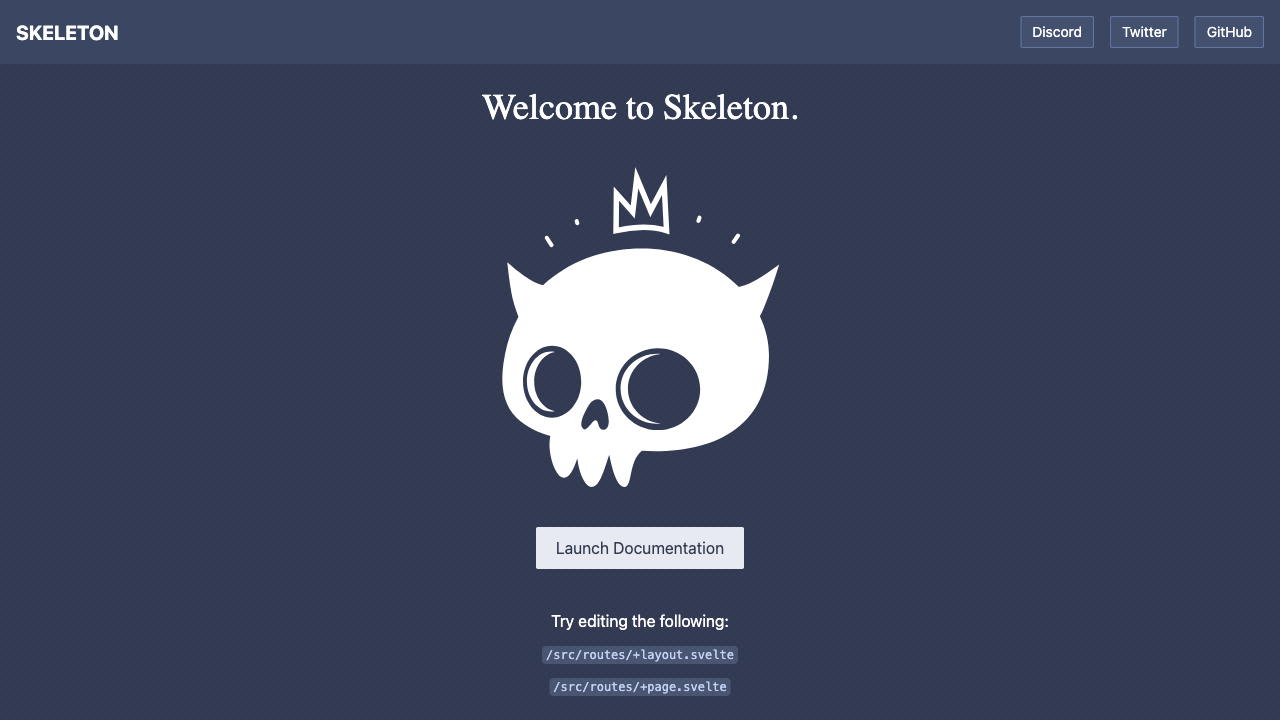 SKELETON
Discord
Twitter
GitHub
Welcome to Skeleton.
Launch Documentation
Try editing the following:
/src/routes/+layout.svelte
/src/routes/+page.svelte